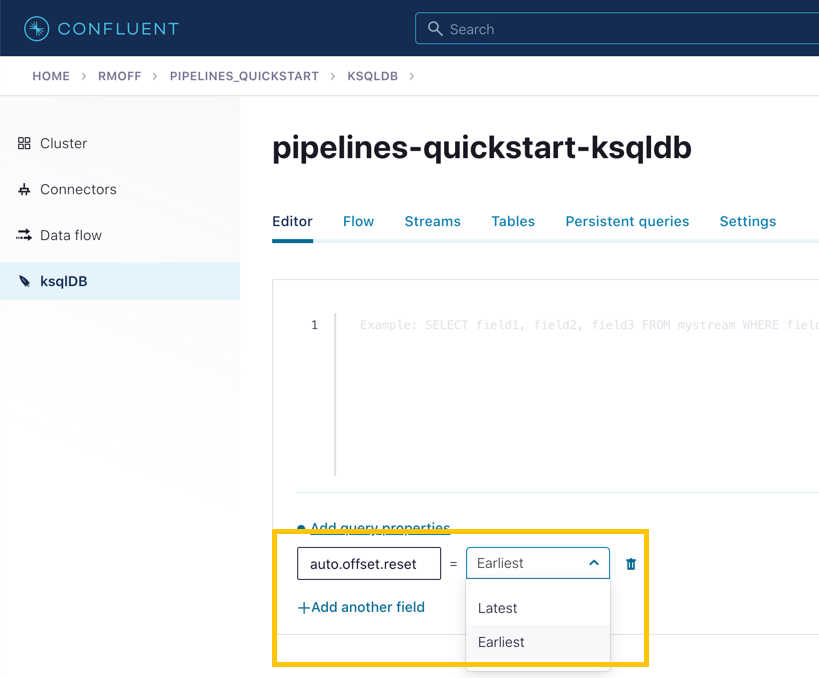 CONFLUENT
Search
HOME > RMOFF > PIPELINES_QUICKSTART > KSQLDB >
Cluster
Connectors
Data flow
ksqlDB
pipelines-quickstart-ksqldb
Editor Flow Streams Tables Persistent queries Settings
1 Example: SELECT field1, field2, field3 FROM mystream WHERE field
Add query properties
auto.offset.reset = Earliest
+Add another field
Latest
Earliest